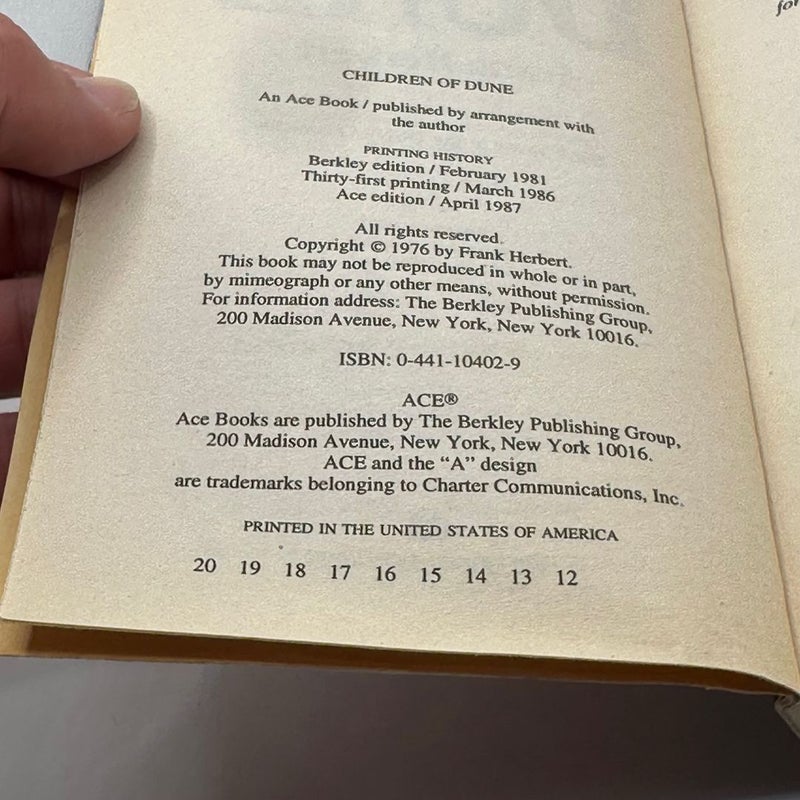 CHILDREN OF DUNE
An Ace Book / published by arrangement with
the author
PRINTING HISTORY
Berkley edition / February 1981
Thirty-first printing / March 1986
Ace edition / April 1987
All rights reserved.
Copyright © 1976 by Frank Herbert.
This book may not be reproduced in whole or in part,
by mimeograph or any other means, without permission.
For information address: The Berkley Publishing Group,
200 Madison Avenue, New York, New York 10016.
ISBN: 0-441-10402-9
ACE®
Ace Books are published by The Berkley Publishing Group,
200 Madison Avenue, New York, New York 10016.
ACE and the “A” design
are trademarks belonging to Charter Communications, Inc.
PRINTED IN THE UNITED STATES OF AMERICA
20 19 18 17 16 15 14 13 12